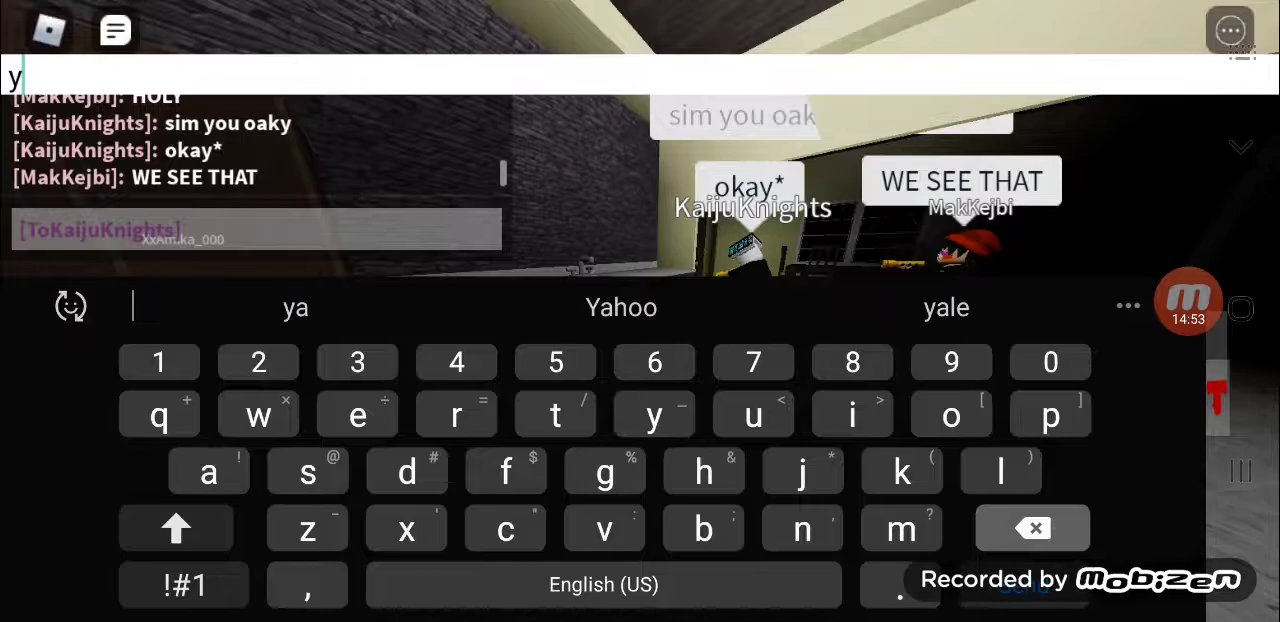 y
[MakKejbi]: HOLY
[KaijuKnights]: sim you oaky
[KaijuKnights]: okay*
[MakKejbi]: WE SEE THAT
[ToKaijuKnights]
XxAmika_000
sim you oak
okay*
KaijuKnights
WE SEE THAT
MakKejbi
ya Yahoo yale
14:53
1 2 3 4 5 6 7 8 9 0
q + w × e ÷ r = t / y _ u < i > o [ p ]
a ! s @ d # f $ g % h & j * k ( l )
z - x ' c " v : b ; n , m ?
!#1 , English (US) . Send
Recorded by mobizen